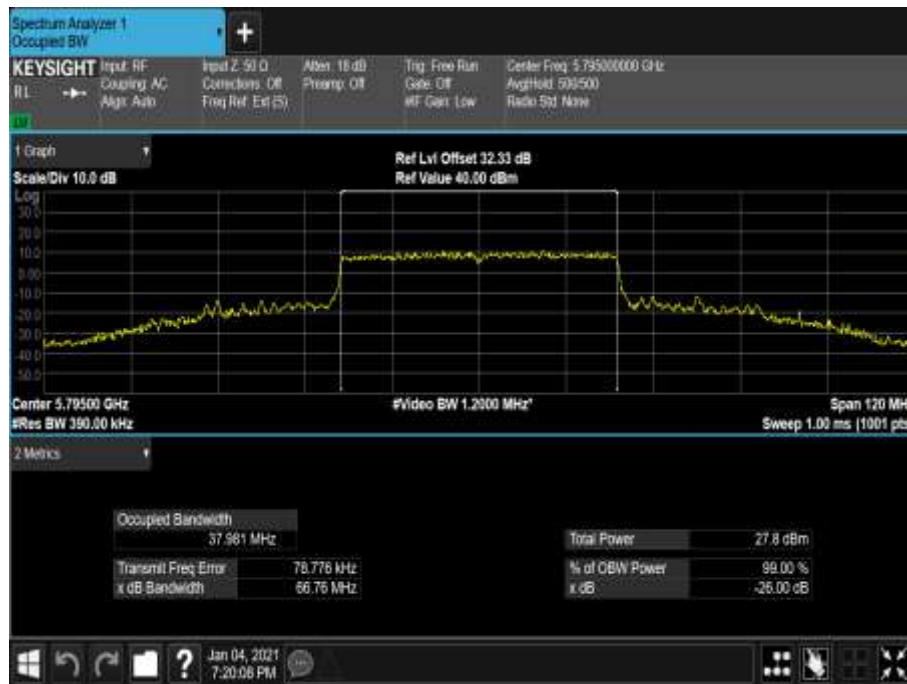 Spectrum Analyzer 1
Occupied BW
KEYSIGHT Input: RF Input Z: 50 Ω Atten: 18 dB Trig: Free Run Center Freq: 5.795000000 GHz
RL Coupling: AC Corrections: Off Preamp: Off Gate: Off Avg|Hold: 500/500
Align: Auto Freq Ref: Ext (S) #IF Gain: Low Radio Std: None
1 Graph
Ref Lvl Offset 32.33 dB
Scale/Div 10.0 dB Ref Value 40.00 dBm
Log
30.0
20.0
10.0
0.00
-10.0
-20.0
-30.0
-40.0
-50.0
Center 5.79500 GHz #Video BW 1.2000 MHz* Span 120 MH
#Res BW 390.00 kHz Sweep 1.00 ms (1001 pts
2 Metrics
Occupied Bandwidth
37.981 MHz Total Power 27.8 dBm
Transmit Freq Error 78.776 kHz % of OBW Power 99.00 %
x dB Bandwidth 66.76 MHz x dB -26.00 dB
? Jan 04, 2021
7:20:06 PM